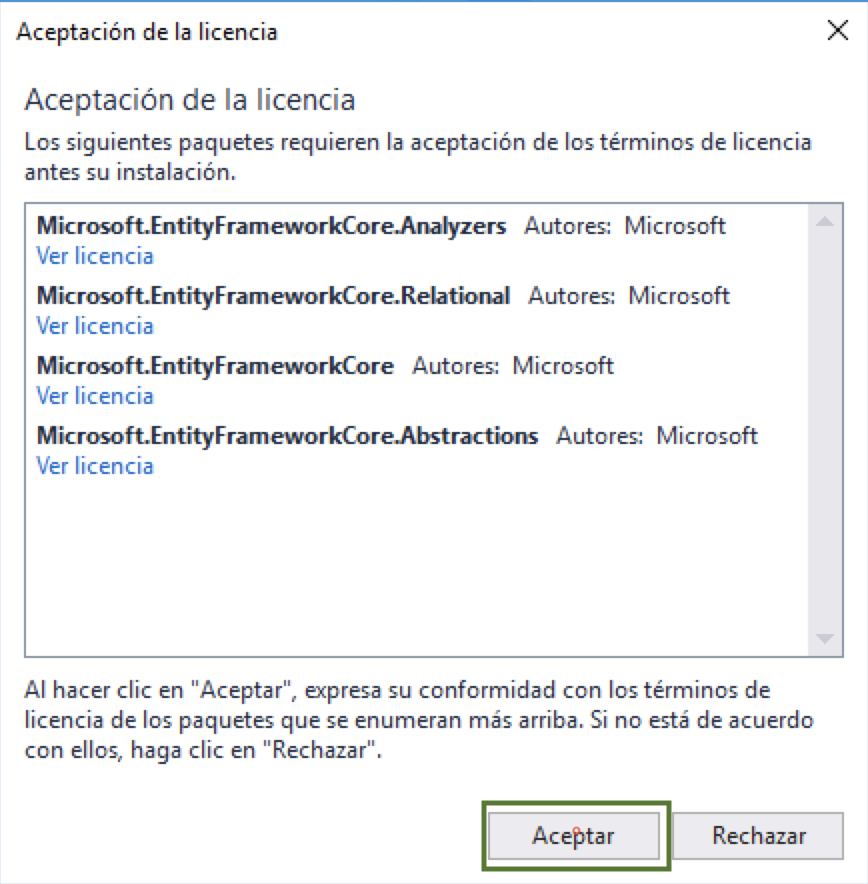 Aceptación de la licencia
Aceptación de la licencia
Los siguientes paquetes requieren la aceptación de los términos de licencia
antes su instalación.
Microsoft.EntityFrameworkCore.Analyzers Autores: Microsoft
Ver licencia
Microsoft.EntityFrameworkCore.Relational Autores: Microsoft
Ver licencia
Microsoft.EntityFrameworkCore Autores: Microsoft
Ver licencia
Microsoft.EntityFrameworkCore.Abstractions Autores: Microsoft
Ver licencia
Al hacer clic en "Aceptar", expresa su conformidad con los términos de
licencia de los paquetes que se enumeran más arriba. Si no está de acuerdo
con ellos, haga clic en "Rechazar".
Aceptar Rechazar